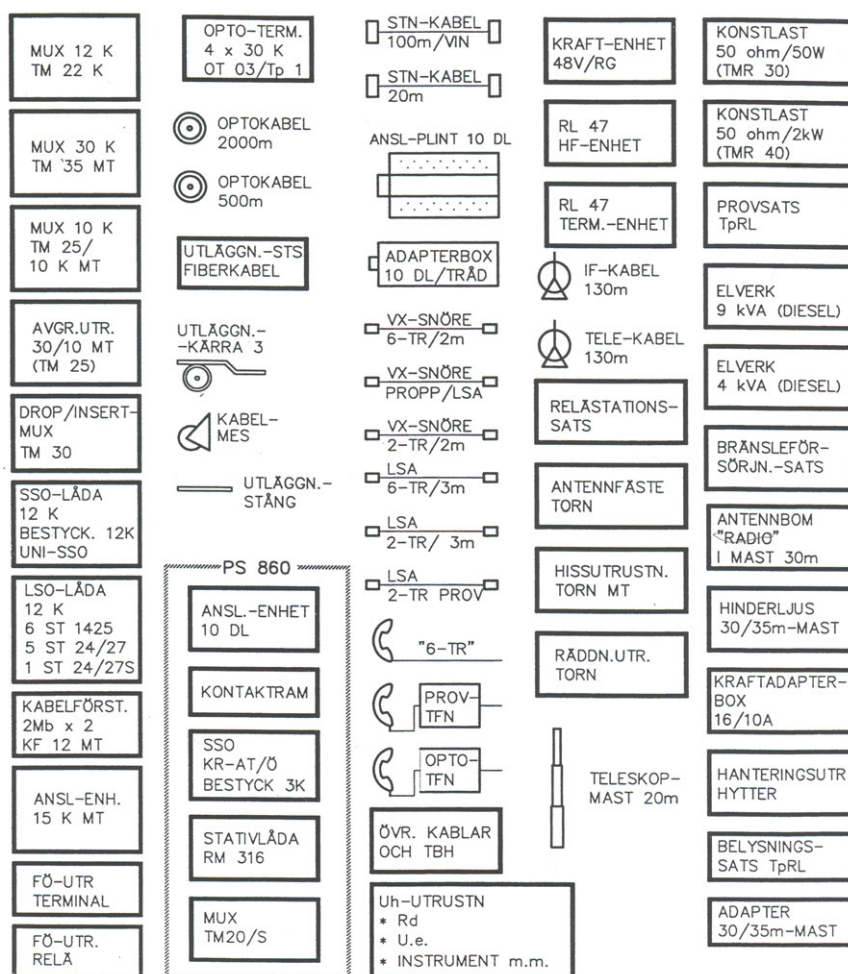 MUX 12 K
TM 22 K
MUX 30 K
TM 35 MT
MUX 10 K
TM 25/
10 K MT
AVGR.UTR.
30/10 MT
(TM 25)
DROP/INSERT-
MUX
TM 30
SSO-LÅDA
12 K
BESTYCK. 12K
UNI-SSO
LSO-LÅDA
12 K
6 ST 1425
5 ST 24/27
1 ST 24/27S
KABELFÖRST.
2Mb x 2
KF 12 MT
ANSL-ENH.
15 K MT
FÖ-UTR
TERMINAL
FÖ-UTR.
RELÄ
OPTO-TERM.
4 x 30 K
OT 03/Tp 1
OPTOKABEL
2000m
OPTOKABEL
500m
UTLÄGGN.-STS
FIBERKABEL
UTLÄGGN.-
-KÄRRA 3
KABEL-
MES
UTLÄGGN.-
STÅNG
PS 860
ANSL.-ENHET
10 DL
KONTAKTRAM
SSO
KR-AT/Ö
BESTYCK 3K
STATIVLÅDA
RM 316
MUX
TM20/S
STN-KABEL
100m/VIN
STN-KABEL
20m
ANSL-PLINT 10 DL
ADAPTERBOX
10 DL/TRÅD
VX-SNÖRE
6-TR/2m
VX-SNÖRE
PROPP/LSA
VX-SNÖRE
2-TR/2m
LSA
6-TR/3m
LSA
2-TR/ 3m
LSA
2-TR PROV
"6-TR"
PROV-
TFN
OPTO-
TFN
ÖVR. KABLAR
OCH TBH
Uh-UTRUSTN
* Rd
* U.e.
* INSTRUMENT m.m.
KRAFT-ENHET
48V/RG
RL 47
HF-ENHET
RL 47
TERM.-ENHET
IF-KABEL
130m
TELE-KABEL
130m
RELÄSTATIONS-
SATS
ANTENNFÄSTE
TORN
HISSUTRUSTN.
TORN MT
RÄDDN.UTR.
TORN
TELESKOP-
MAST 20m
KONSTLAST
50 ohm/50W
(TMR 30)
KONSTLAST
50 ohm/2kW
(TMR 40)
PROVSATS
TpRL
ELVERK
9 kVA (DIESEL)
ELVERK
4 kVA (DIESEL)
BRÄNSLEFÖR-
SÖRJN.-SATS
ANTENNBOM
"RADIO"
I MAST 30m
HINDERLJUS
30/35m-MAST
KRAFTADAPTER-
BOX
16/10A
HANTERINGSUTR
HYTTER
BELYSNINGS-
SATS TpRL
ADAPTER
30/35m-MAST